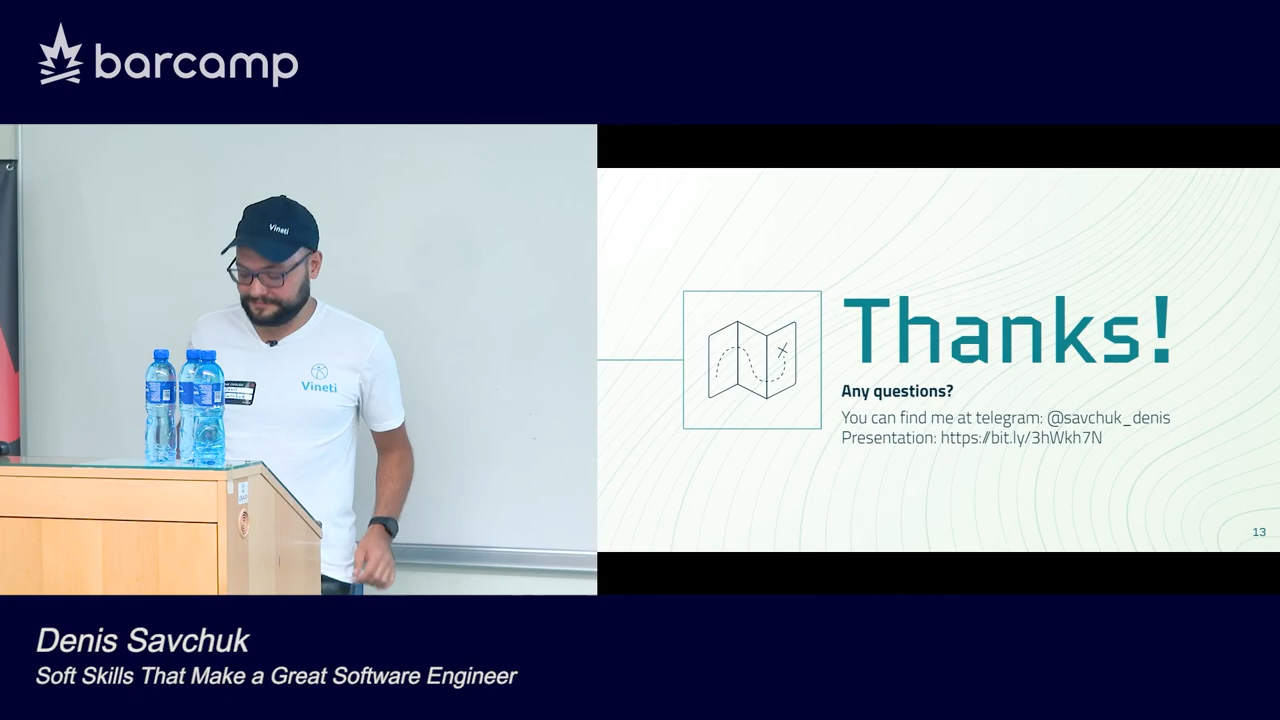 barcamp
Vineti
Vineti
Thanks!
Any questions?
You can find me at telegram: @savchuk_denis
Presentation: https://bit.ly/3hWkh7N
13
Denis Savchuk
Soft Skills That Make a Great Software Engineer